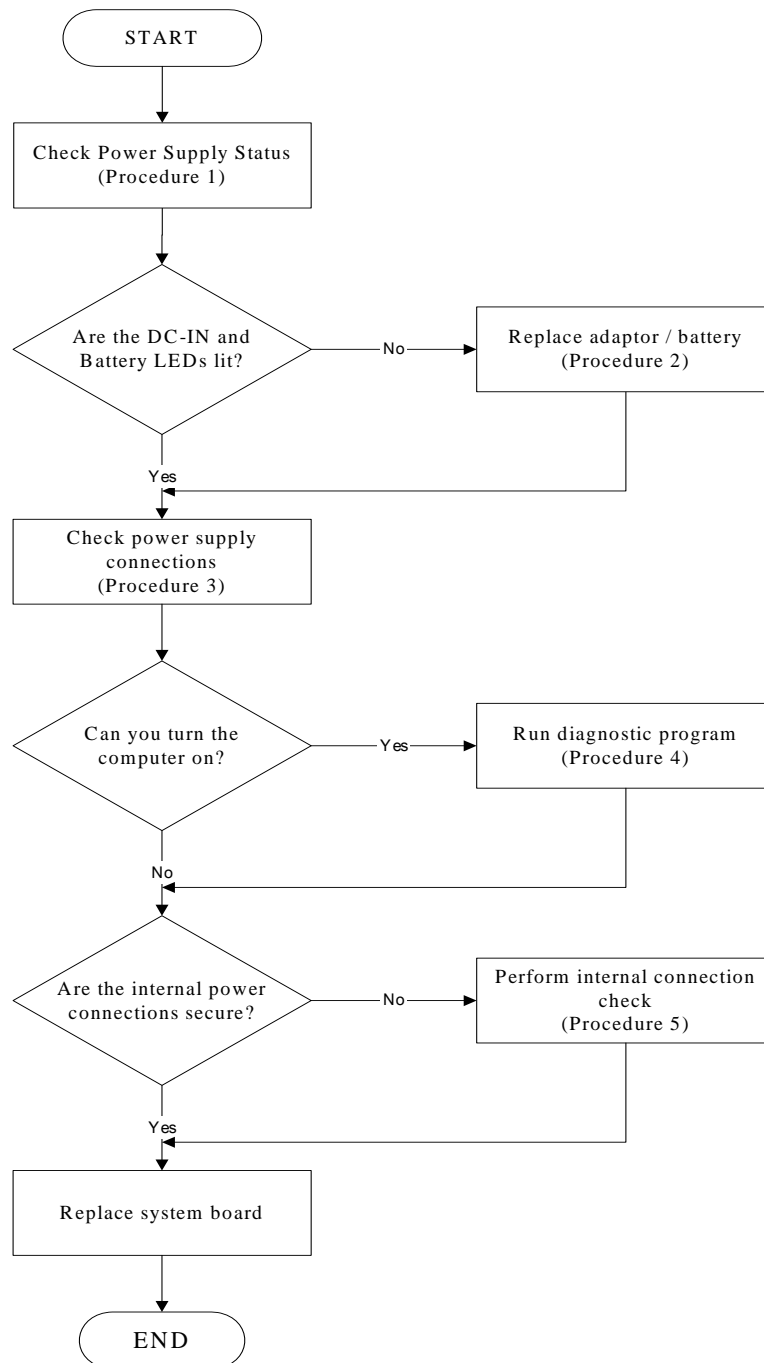 START
Check Power Supply Status
(Procedure 1)
Are the DC-IN and
Battery LEDs lit?
No
Replace adaptor / battery
(Procedure 2)
Yes
Check power supply
connections
(Procedure 3)
Can you turn the
computer on?
Yes
Run diagnostic program
(Procedure 4)
No
Are the internal power
connections secure?
No
Perform internal connection
check
(Procedure 5)
Yes
Replace system board
END